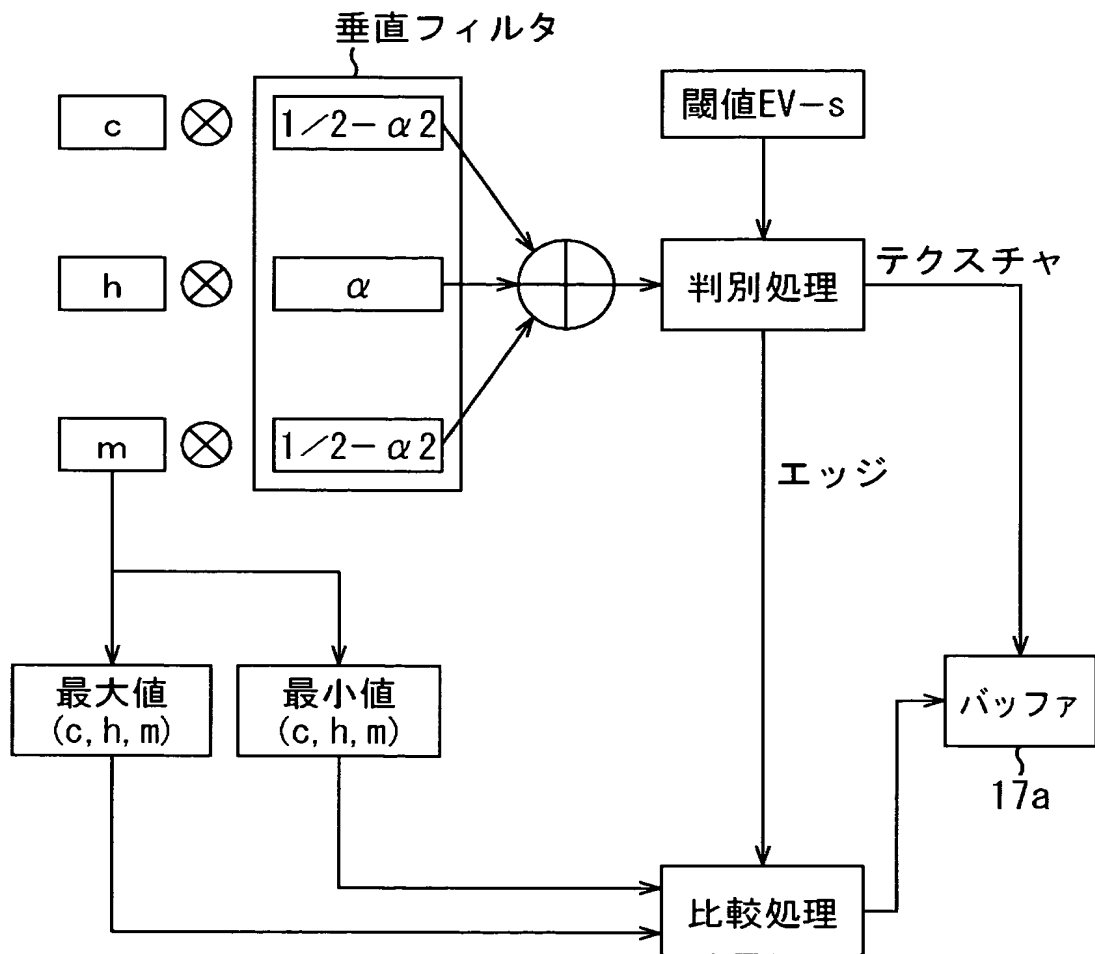 垂直フィルタ
c
1/2-α2
閾値EV-s
h
α
判別処理
テクスチャ
m
1/2-α2
エッジ
最大値
(c,h,m)
最小値
(c,h,m)
バッファ
17a
比較処理